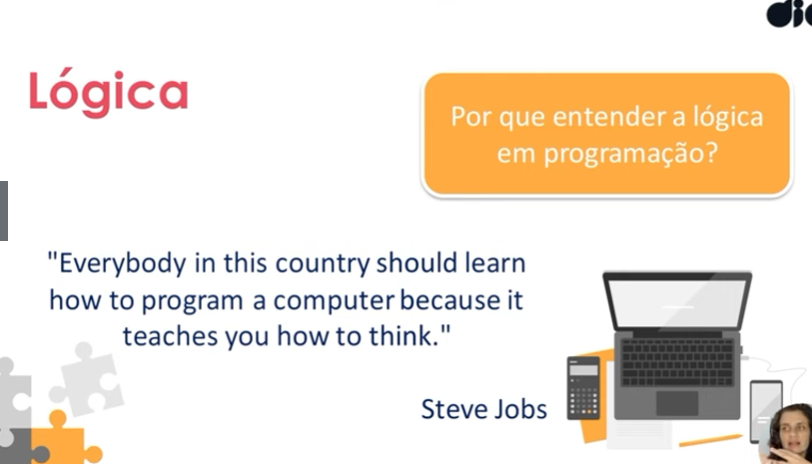 Lógica
Por que entender a lógica
em programação?
"Everybody in this country should learn
how to program a computer because it
teaches you how to think."
Steve Jobs